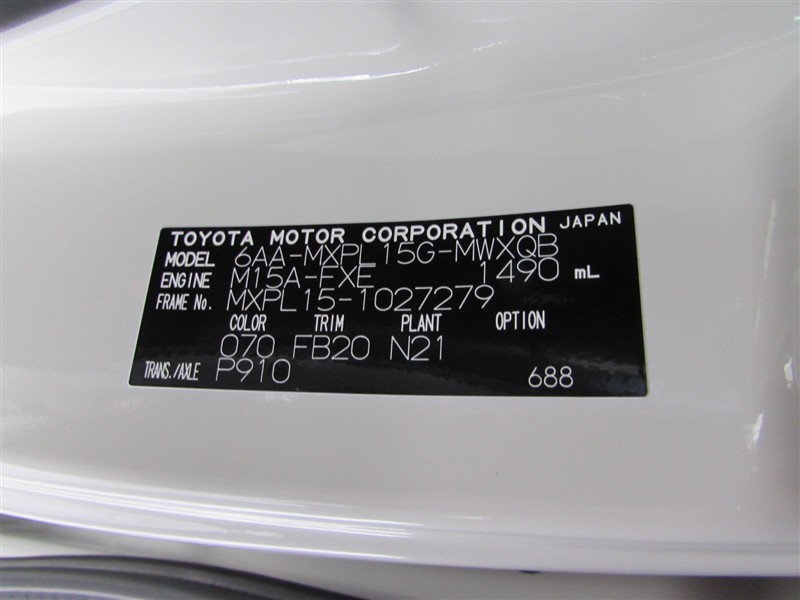 TOYOTA MOTOR CORPORATION JAPAN
MODEL 6AA-MXPL15G-MWXQB
ENGINE M15A-FXE 1490 mL
FRAME No. MXPL15-1027279
COLOR TRIM PLANT OPTION
070 FB20 N21
TRANS./AXLE P910 688